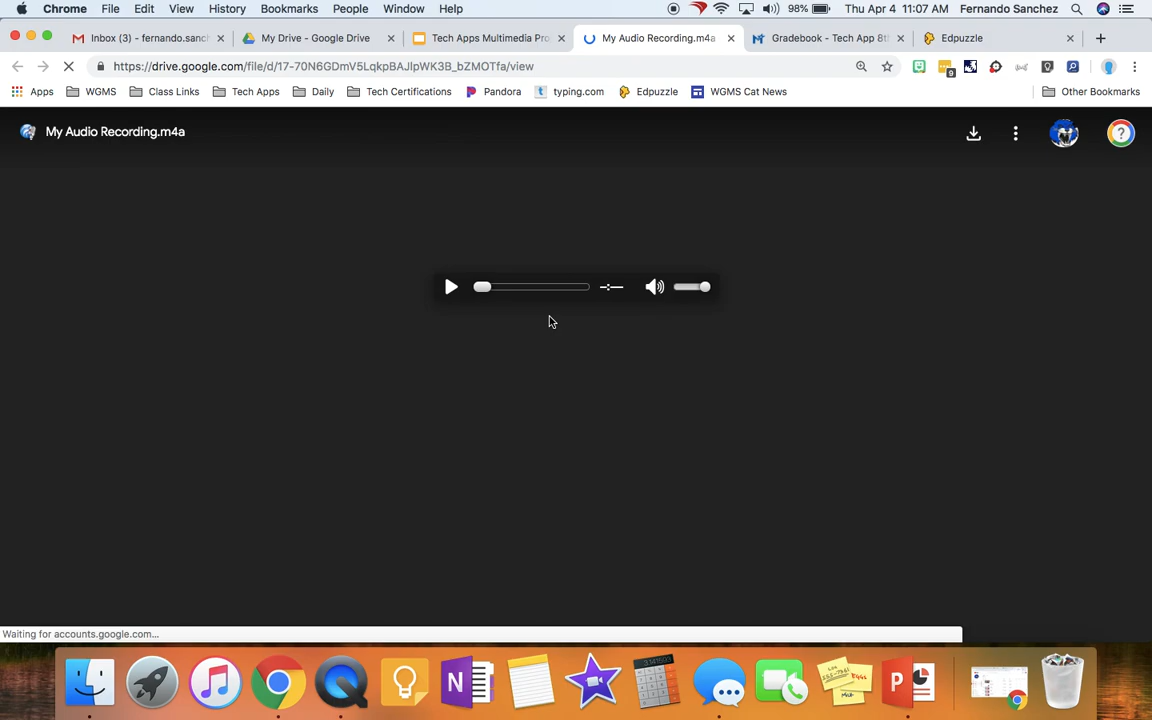 Chrome File Edit View History Bookmarks People Window Help 98% Thu Apr 4 11:07 AM Fernando Sanchez
Inbox (3) - fernando.sanch My Drive - Google Drive Tech Apps Multimedia Pro My Audio Recording.m4a Gradebook - Tech App 8th Edpuzzle
https://drive.google.com/file/d/17-70N6GDmV5LqkpBAJlpWK3B_bZMOTfa/view 9
Apps WGMS Class Links Tech Apps Daily Tech Certifications Pandora typing.com Edpuzzle WGMS Cat News Other Bookmarks
My Audio Recording.m4a
--:--
Waiting for accounts.google.com...